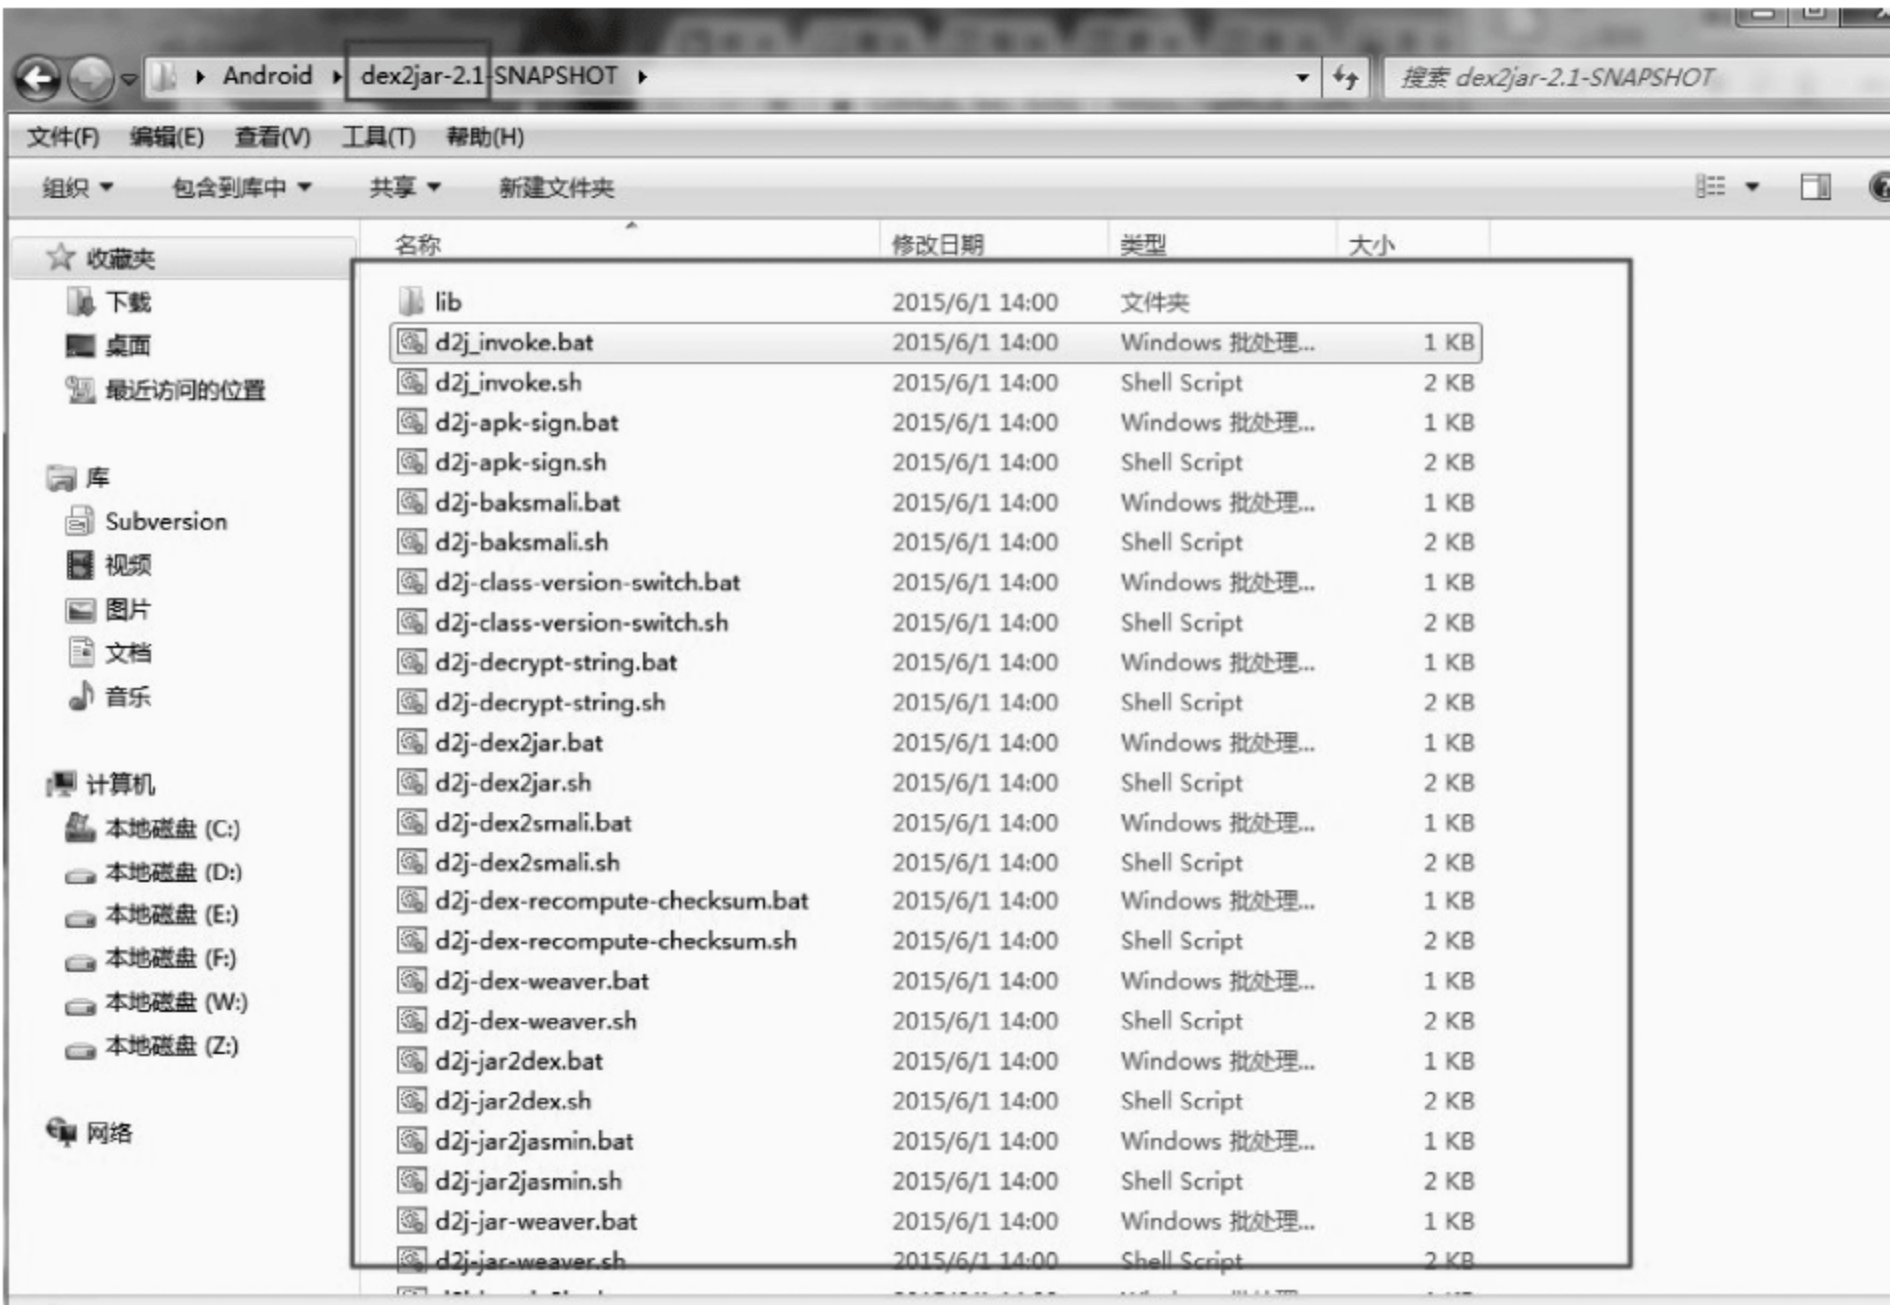 Android dex2jar-2.1-SNAPSHOT 搜索 dex2jar-2.1-SNAPSHOT
文件(F) 编辑(E) 查看(V) 工具(T) 帮助(H)
组织 包含到库中 共享 新建文件夹
收藏夹
下载
桌面
最近访问的位置
库
Subversion
视频
图片
文档
音乐
计算机
本地磁盘 (C:)
本地磁盘 (D:)
本地磁盘 (E:)
本地磁盘 (F:)
本地磁盘 (W:)
本地磁盘 (Z:)
网络
名称 修改日期 类型 大小
lib 2015/6/1 14:00 文件夹
d2j_invoke.bat 2015/6/1 14:00 Windows 批处理... 1 KB
d2j_invoke.sh 2015/6/1 14:00 Shell Script 2 KB
d2j-apk-sign.bat 2015/6/1 14:00 Windows 批处理... 1 KB
d2j-apk-sign.sh 2015/6/1 14:00 Shell Script 2 KB
d2j-baksmali.bat 2015/6/1 14:00 Windows 批处理... 1 KB
d2j-baksmali.sh 2015/6/1 14:00 Shell Script 2 KB
d2j-class-version-switch.bat 2015/6/1 14:00 Windows 批处理... 1 KB
d2j-class-version-switch.sh 2015/6/1 14:00 Shell Script 2 KB
d2j-decrypt-string.bat 2015/6/1 14:00 Windows 批处理... 1 KB
d2j-decrypt-string.sh 2015/6/1 14:00 Shell Script 2 KB
d2j-dex2jar.bat 2015/6/1 14:00 Windows 批处理... 1 KB
d2j-dex2jar.sh 2015/6/1 14:00 Shell Script 2 KB
d2j-dex2smali.bat 2015/6/1 14:00 Windows 批处理... 1 KB
d2j-dex2smali.sh 2015/6/1 14:00 Shell Script 2 KB
d2j-dex-recompute-checksum.bat 2015/6/1 14:00 Windows 批处理... 1 KB
d2j-dex-recompute-checksum.sh 2015/6/1 14:00 Shell Script 2 KB
d2j-dex-weaver.bat 2015/6/1 14:00 Windows 批处理... 1 KB
d2j-dex-weaver.sh 2015/6/1 14:00 Shell Script 2 KB
d2j-jar2dex.bat 2015/6/1 14:00 Windows 批处理... 1 KB
d2j-jar2dex.sh 2015/6/1 14:00 Shell Script 2 KB
d2j-jar2jasmin.bat 2015/6/1 14:00 Windows 批处理... 1 KB
d2j-jar2jasmin.sh 2015/6/1 14:00 Shell Script 2 KB
d2j-jar-weaver.bat 2015/6/1 14:00 Windows 批处理... 1 KB
d2j-jar-weaver.sh 2015/6/1 14:00 Shell Script 2 KB